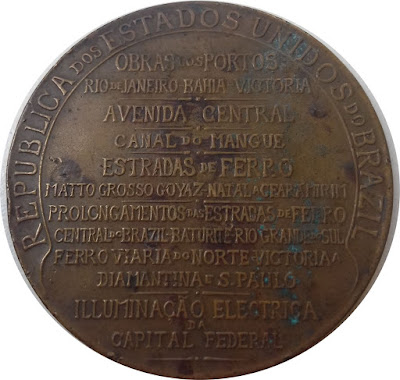 REPUBLICA DOS ESTADOS UNIDOS DO BRAZIL
OBRAS DOS PORTOS
RIO DE JANEIRO BAHIA E VICTORIA
AVENIDA CENTRAL
CANAL DO MANGUE
ESTRADAS DE FERRO
MATTO GROSSO GOYAZ-NATAL A CEARÁ MIRIM
PROLONGAMENTOS DAS ESTRADAS DE FERRO
CENTRAL DO BRAZIL-BATURITÉ-RIO GRANDE DO SUL
FERRO VIARIA DO NORTE-VICTORIA A
DIAMANTINA E S. PAULO
ILLUMINAÇÃO ELECTRICA
DA
CAPITAL FEDERAL